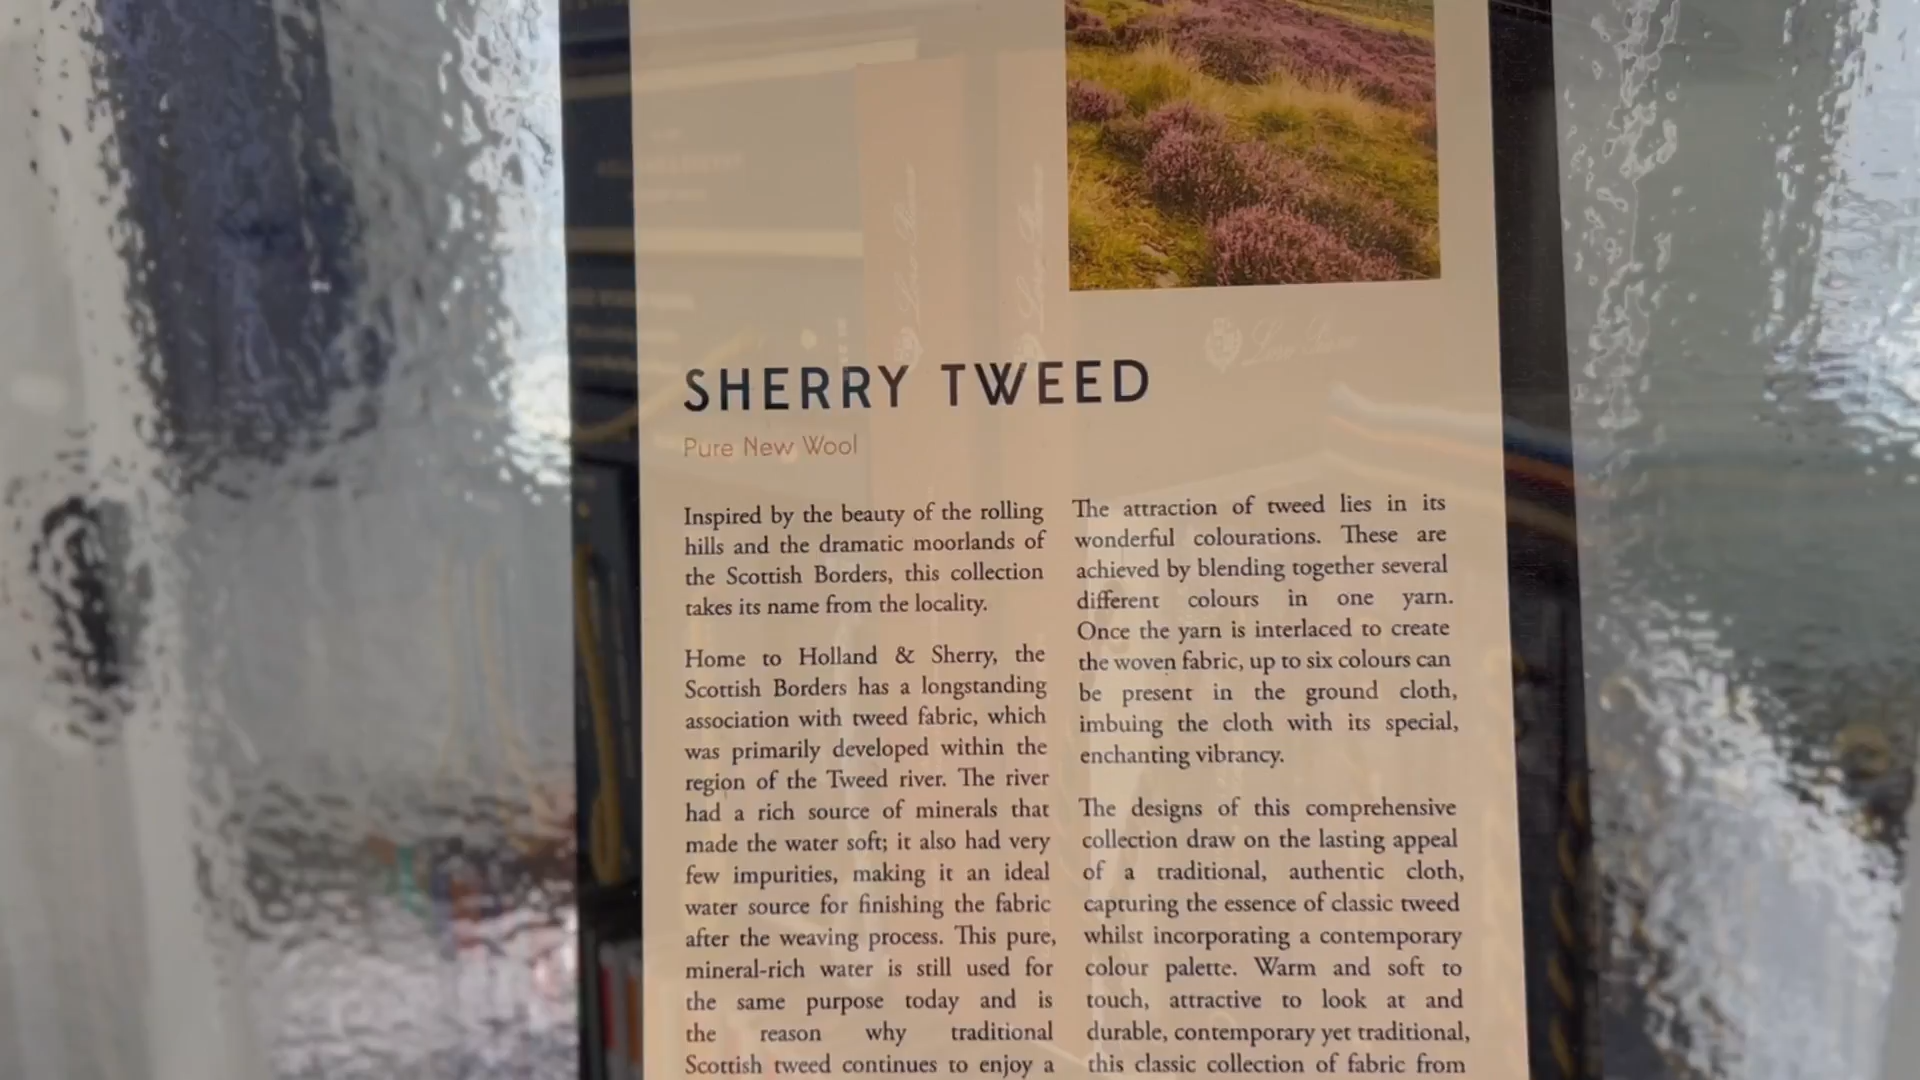 SHERRY TWEED
Pure New Wool
Inspired by the beauty of the rolling
hills and the dramatic moorlands of
the Scottish Borders, this collection
takes its name from the locality.
Home to Holland & Sherry, the
Scottish Borders has a longstanding
association with tweed fabric, which
was primarily developed within the
region of the Tweed river. The river
had a rich source of minerals that
made the water soft; it also had very
few impurities, making it an ideal
water source for finishing the fabric
after the weaving process. This pure,
mineral-rich water is still used for
the same purpose today and is
the reason why traditional
Scottish tweed continues to enjoy a
The attraction of tweed lies in its
wonderful colourations. These are
achieved by blending together several
different colours in one yarn.
Once the yarn is interlaced to create
the woven fabric, up to six colours can
be present in the ground cloth,
imbuing the cloth with its special,
enchanting vibrancy.
The designs of this comprehensive
collection draw on the lasting appeal
of a traditional, authentic cloth,
capturing the essence of classic tweed
whilst incorporating a contemporary
colour palette. Warm and soft to
touch, attractive to look at and
durable, contemporary yet traditional,
this classic collection of fabric from